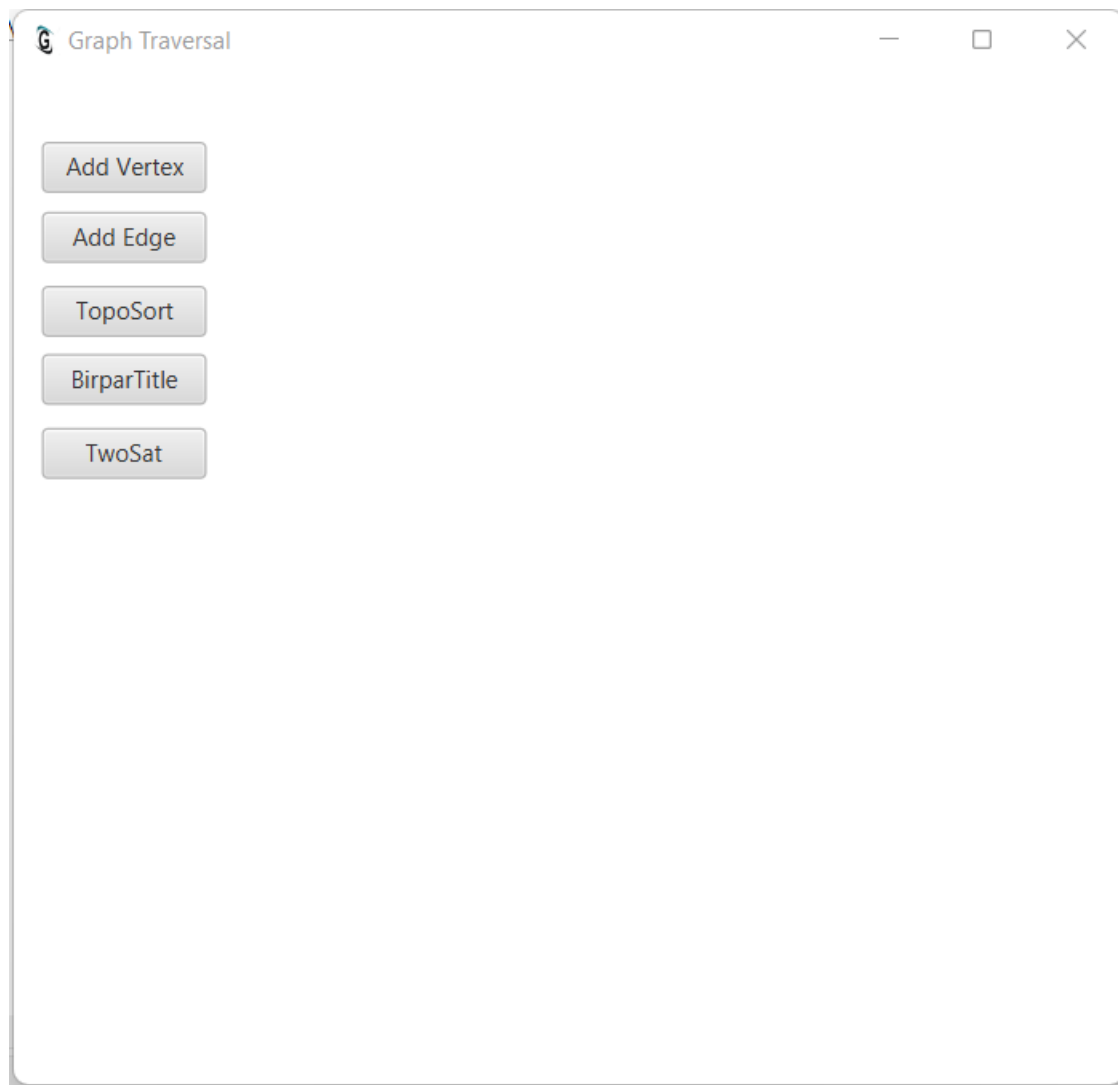 Graph Traversal
Add Vertex
Add Edge
TopoSort
BirparTitle
TwoSat